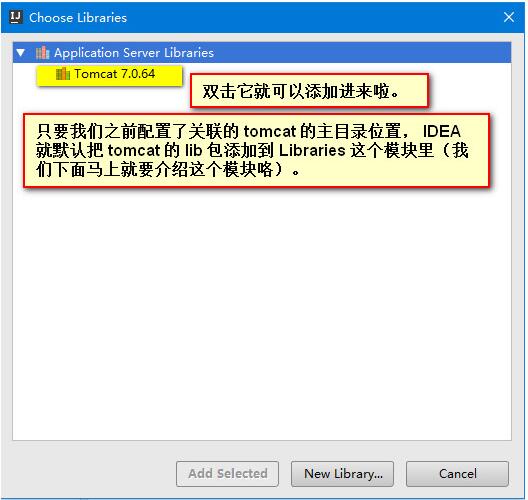 Choose Libraries
Application Server Libraries
Tomcat 7.0.64
双击它就可以添加进来啦。
只要我们之前配置了关联的 tomcat 的主目录位置， IDEA
就默认把 tomcat 的 lib 包添加到 Libraries 这个模块里（我
们下面马上就要介绍这个模块咯）。
Add Selected
New Library...
Cancel